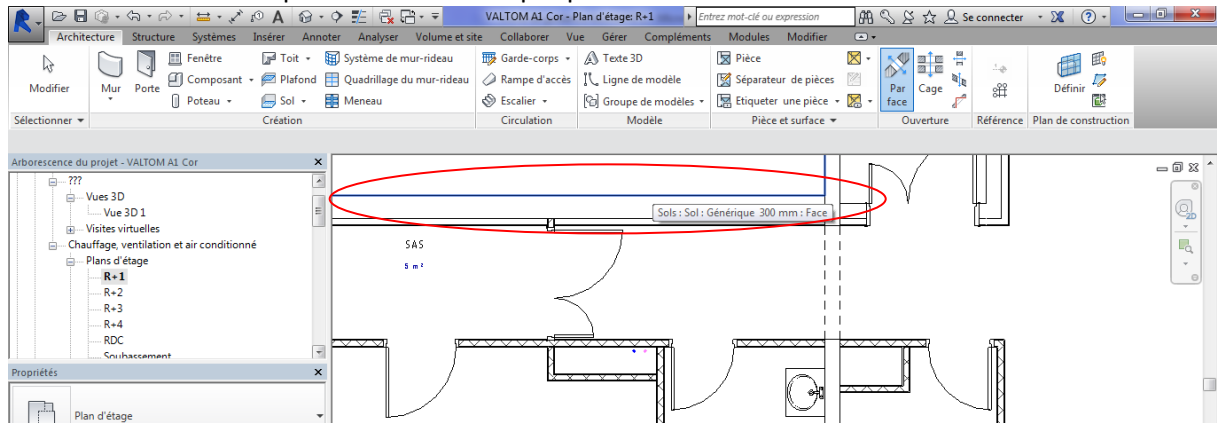 VALTOM A1 Cor - Plan d'étage: R+1 Entrez mot-clé ou expression Se connecter
Architecture Structure Systèmes Insérer Annoter Analyser Volume et site Collaborer Vue Gérer Compléments Modules Modifier
Modifier
Mur
Porte
Fenêtre
Composant
Poteau
Toit
Plafond
Sol
Système de mur-rideau
Quadrillage du mur-rideau
Meneau
Garde-corps
Rampe d'accès
Escalier
Texte 3D
Ligne de modèle
Groupe de modèles
Pièce
Séparateur de pièces
Etiqueter une pièce
Par face
Cage
Définir
Sélectionner Création Circulation Modèle Pièce et surface Ouverture Référence Plan de construction
Arborescence du projet - VALTOM A1 Cor
???
Vues 3D
Vue 3D 1
Visites virtuelles
Chauffage, ventilation et air conditionné
Plans d'étage
R+1
R+2
R+3
R+4
RDC
Soubassement
Propriétés
Plan d'étage
Sols : Sol : Générique 300 mm : Face
SAS
5 m²
2D